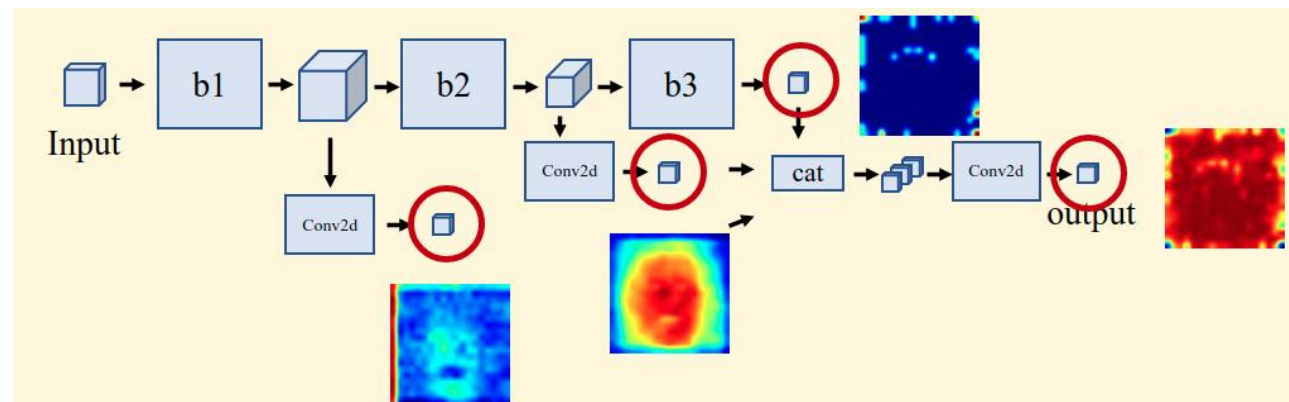 b1
b2
b3
Input
Conv2d
cat
Conv2d
output
Conv2d